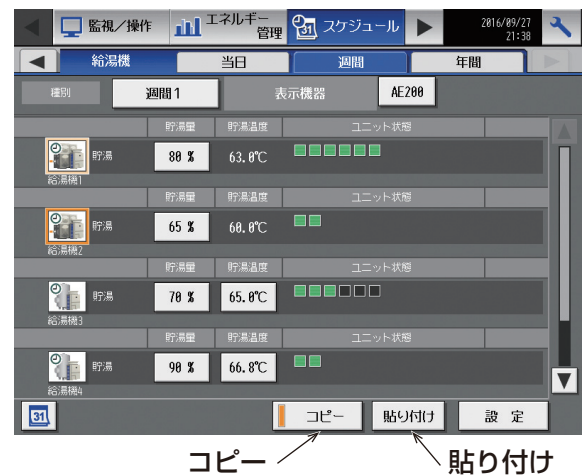 監視/操作 エネルギー管理 31 スケジュール 2016/09/27 21:38
給湯機 当日 週間 年間
種別 週間1 表示機器 AE200
貯湯量 貯湯温度 ユニット状態
貯湯 80 % 63.0℃
給湯機1
貯湯量 貯湯温度 ユニット状態
貯湯 65 % 60.0℃
給湯機2
貯湯量 貯湯温度 ユニット状態
貯湯 70 % 65.0℃
給湯機3
貯湯量 貯湯温度 ユニット状態
貯湯 90 % 66.8℃
給湯機4
31 コピー 貼り付け 設 定
コピー 貼り付け